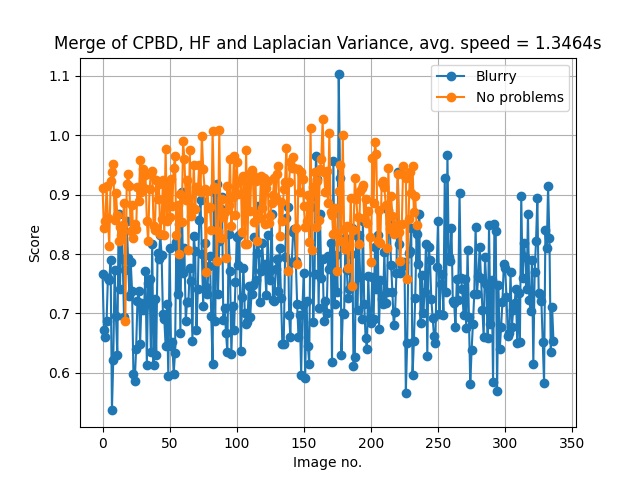 Merge of CPBD, HF and Laplacian Variance, avg. speed = 1.3464s
Blurry
No problems
Score
1.1
1.0
0.9
0.8
0.7
0.6
0 50 100 150 200 250 300 350
Image no.